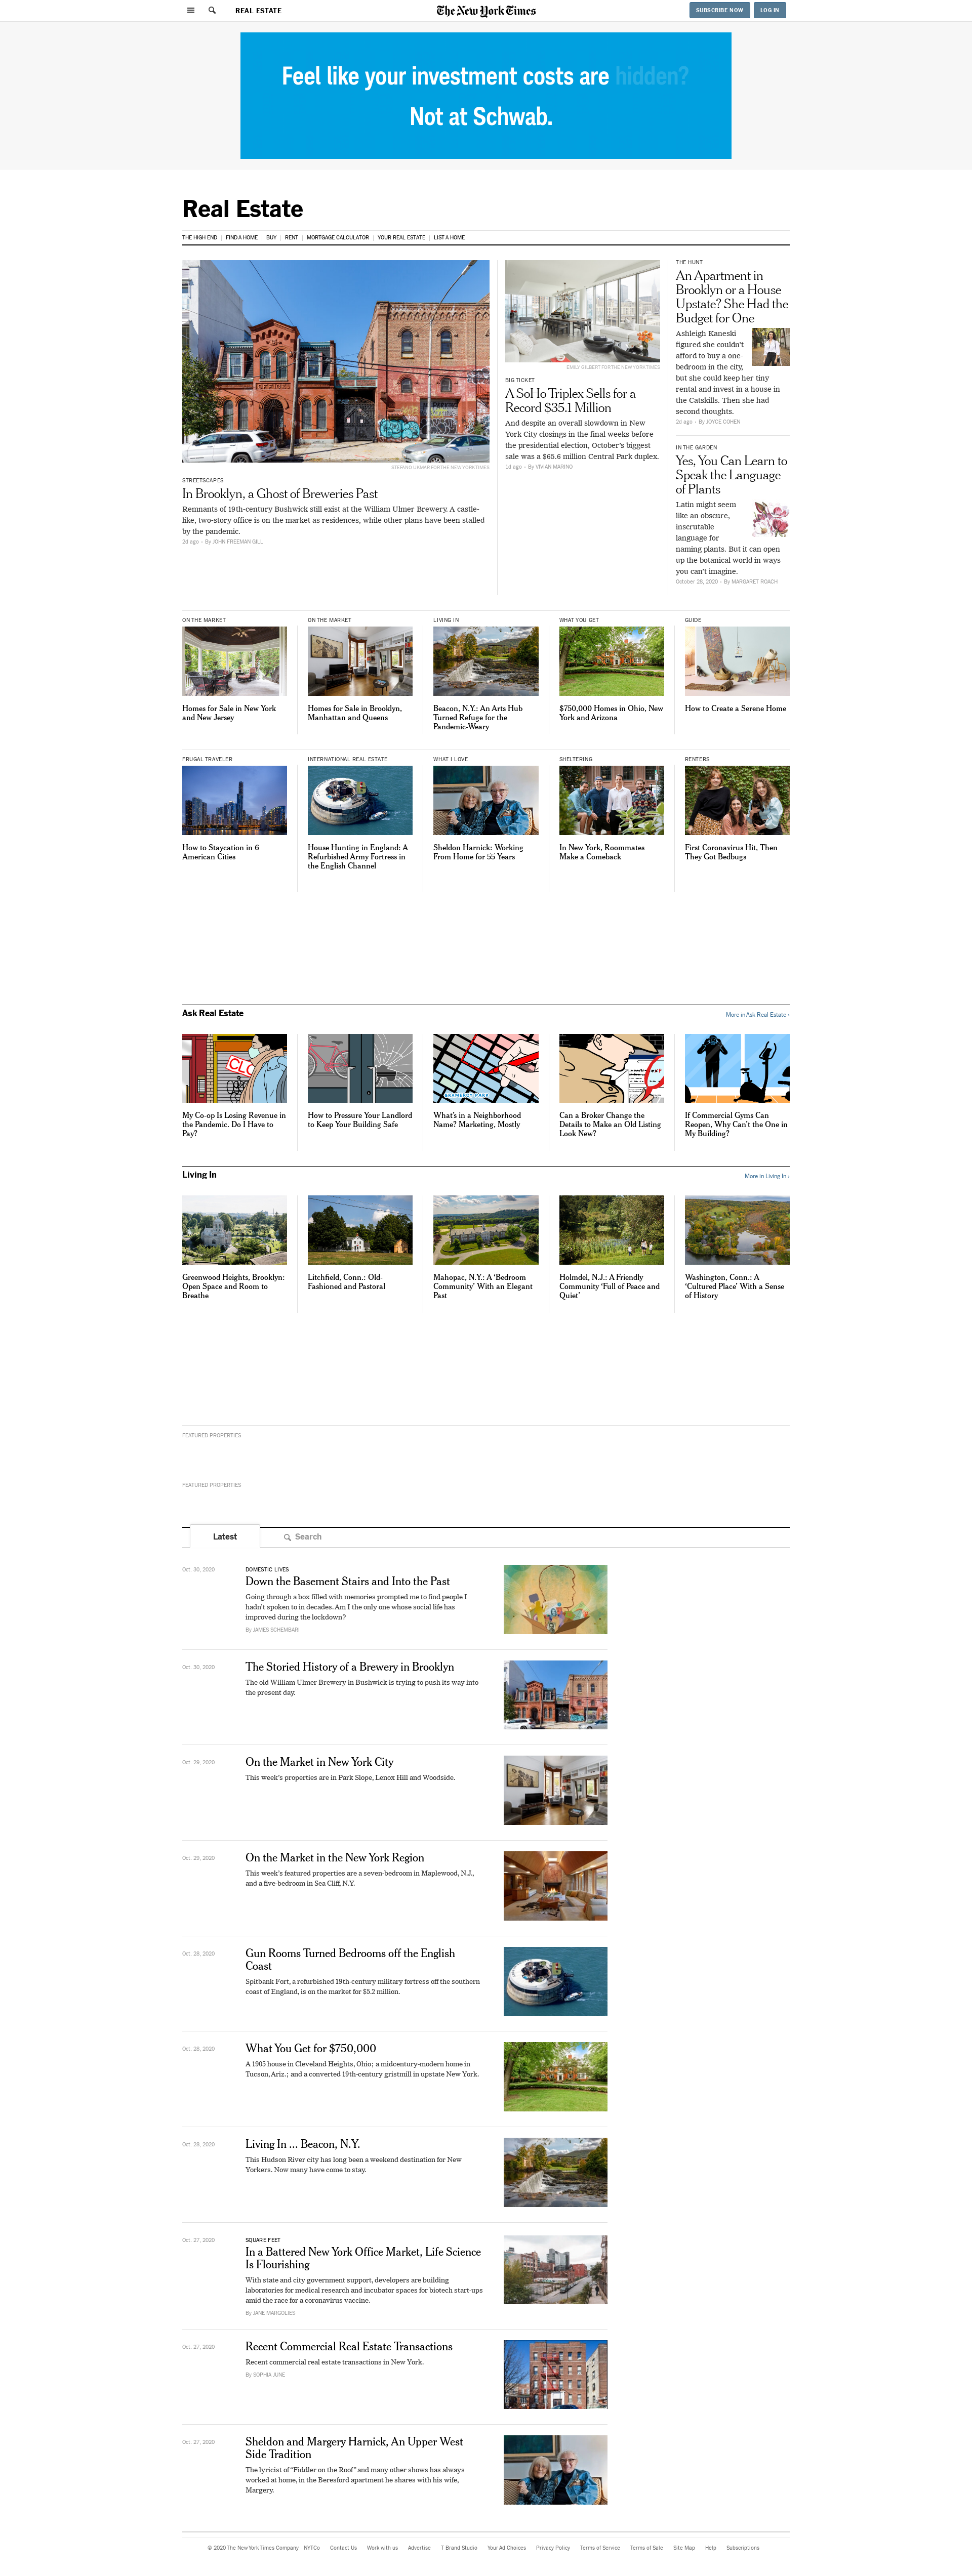 REAL ESTATE
The New York Times
SUBSCRIBE NOW
LOG IN
Feel like your investment costs are hidden?
Not at Schwab.
Real Estate
THE HIGH END
FIND A HOME
BUY
RENT
MORTGAGE CALCULATOR
YOUR REAL ESTATE
LIST A HOME
OFFICE
STEFANO UKMAR FOR THE NEW YORK TIMES
STREETSCAPES
In Brooklyn, a Ghost of Breweries Past
Remnants of 19th-century Bushwick still exist at the William Ulmer Brewery. A castle-
like, two-story office is on the market as residences, while other plans have been stalled
by the pandemic.
2d ago - By JOHN FREEMAN GILL
EMILY GILBERT FOR THE NEW YORK TIMES
BIG TICKET
A SoHo Triplex Sells for a
Record $35.1 Million
And despite an overall slowdown in New
York City closings in the final weeks before
the presidential election, October's biggest
sale was a $65.6 million Central Park duplex.
1d ago - By VIVIAN MARINO
THE HUNT
An Apartment in
Brooklyn or a House
Upstate? She Had the
Budget for One
Ashleigh Kaneski
figured she couldn't
afford to buy a one-
bedroom in the city,
but she could keep her tiny
rental and invest in a house in
the Catskills. Then she had
second thoughts.
2d ago - By JOYCE COHEN
IN THE GARDEN
Yes, You Can Learn to
Speak the Language
of Plants
Latin might seem
like an obscure,
inscrutable
language for
naming plants. But it can open
up the botanical world in ways
you can't imagine.
October 28, 2020 - By MARGARET ROACH
ON THE MARKET
Homes for Sale in New York
and New Jersey
ON THE MARKET
Homes for Sale in Brooklyn,
Manhattan and Queens
LIVING IN
Beacon, N.Y.: An Arts Hub
Turned Refuge for the
Pandemic-Weary
WHAT YOU GET
$750,000 Homes in Ohio, New
York and Arizona
GUIDE
How to Create a Serene Home
FRUGAL TRAVELER
How to Staycation in 6
American Cities
INTERNATIONAL REAL ESTATE
House Hunting in England: A
Refurbished Army Fortress in
the English Channel
WHAT I LOVE
Sheldon Harnick: Working
From Home for 55 Years
SHELTERING
In New York, Roommates
Make a Comeback
RENTERS
First Coronavirus Hit, Then
They Got Bedbugs
Ask Real Estate
More in Ask Real Estate ›
CLO
My Co-op Is Losing Revenue in
the Pandemic. Do I Have to
Pay?
How to Pressure Your Landlord
to Keep Your Building Safe
GRAMERCY PARK
What's in a Neighborhood
Name? Marketing, Mostly
Can a Broker Change the
Details to Make an Old Listing
Look New?
If Commercial Gyms Can
Reopen, Why Can't the One in
My Building?
Living In
More in Living In ›
Greenwood Heights, Brooklyn:
Open Space and Room to
Breathe
Litchfield, Conn.: Old-
Fashioned and Pastoral
Mahopac, N.Y.: A 'Bedroom
Community' With an Elegant
Past
Holmdel, N.J.: A Friendly
Community 'Full of Peace and
Quiet'
Washington, Conn.: A
'Cultured Place' With a Sense
of History
FEATURED PROPERTIES
FEATURED PROPERTIES
Latest
Search
Oct. 30, 2020
DOMESTIC LIVES
Down the Basement Stairs and Into the Past
Going through a box filled with memories prompted me to find people I
hadn't spoken to in decades. Am I the only one whose social life has
improved during the lockdown?
By JAMES SCHEMBARI
Oct. 30, 2020
The Storied History of a Brewery in Brooklyn
The old William Ulmer Brewery in Bushwick is trying to push its way into
the present day.
Oct. 29, 2020
On the Market in New York City
This week's properties are in Park Slope, Lenox Hill and Woodside.
Oct. 29, 2020
On the Market in the New York Region
This week's featured properties are a seven-bedroom in Maplewood, N.J.,
and a five-bedroom in Sea Cliff, N.Y.
Oct. 28, 2020
Gun Rooms Turned Bedrooms off the English
Coast
Spitbank Fort, a refurbished 19th-century military fortress off the southern
coast of England, is on the market for $5.2 million.
Oct. 28, 2020
What You Get for $750,000
A 1905 house in Cleveland Heights, Ohio; a midcentury-modern home in
Tucson, Ariz.; and a converted 19th-century gristmill in upstate New York.
Oct. 28, 2020
Living In ... Beacon, N.Y.
This Hudson River city has long been a weekend destination for New
Yorkers. Now many have come to stay.
Oct. 27, 2020
SQUARE FEET
In a Battered New York Office Market, Life Science
Is Flourishing
With state and city government support, developers are building
laboratories for medical research and incubator spaces for biotech start-ups
amid the race for a coronavirus vaccine.
By JANE MARGOLIES
Oct. 27, 2020
Recent Commercial Real Estate Transactions
Recent commercial real estate transactions in New York.
By SOPHIA JUNE
Oct. 27, 2020
Sheldon and Margery Harnick, An Upper West
Side Tradition
The lyricist of "Fiddler on the Roof" and many other shows has always
worked at home, in the Beresford apartment he shares with his wife,
Margery.
© 2020 The New York Times Company
NYTCo
Contact Us
Work with us
Advertise
T Brand Studio
Your Ad Choices
Privacy Policy
Terms of Service
Terms of Sale
Site Map
Help
Subscriptions